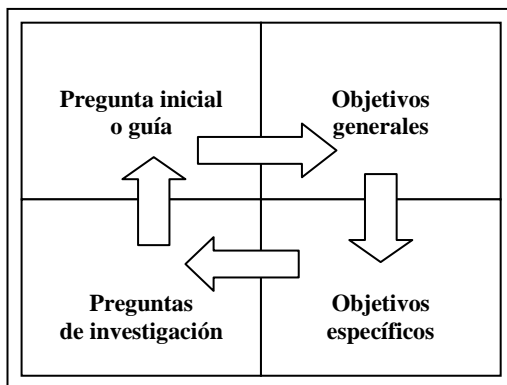 Pregunta inicial
o guía
Objetivos
generales
Preguntas
de investigación
Objetivos
específicos